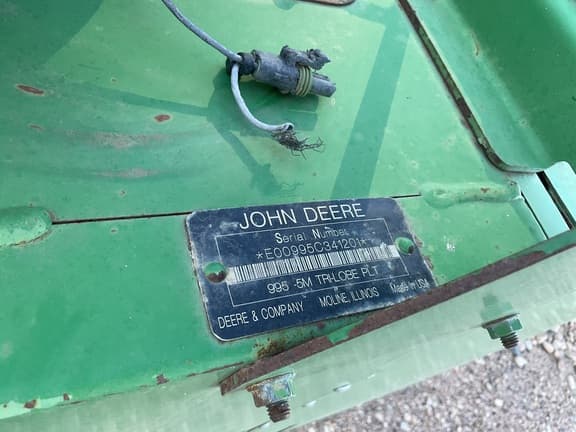 JOHN DEERE
Serial Number
*E00995C341201*
995 -5M TRI-LOBE PLT
DEERE & COMPANY MOLINE, ILLINOIS Made in USA